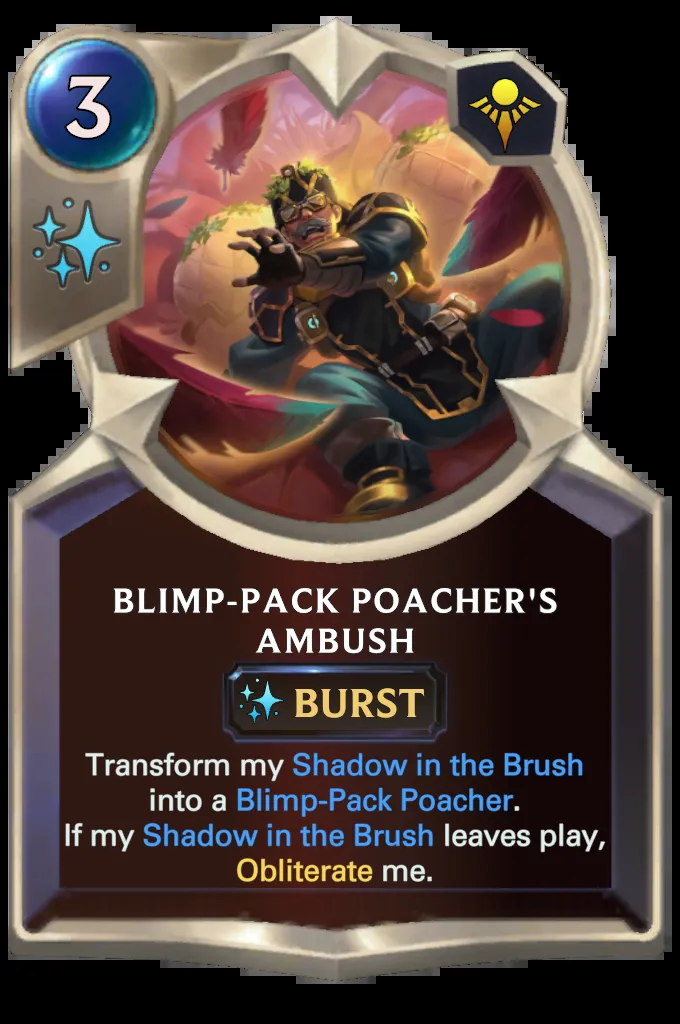 3
BLIMP-PACK POACHER'S
AMBUSH
BURST
Transform my Shadow in the Brush
into a Blimp-Pack Poacher.
If my Shadow in the Brush leaves play,
Obliterate me.